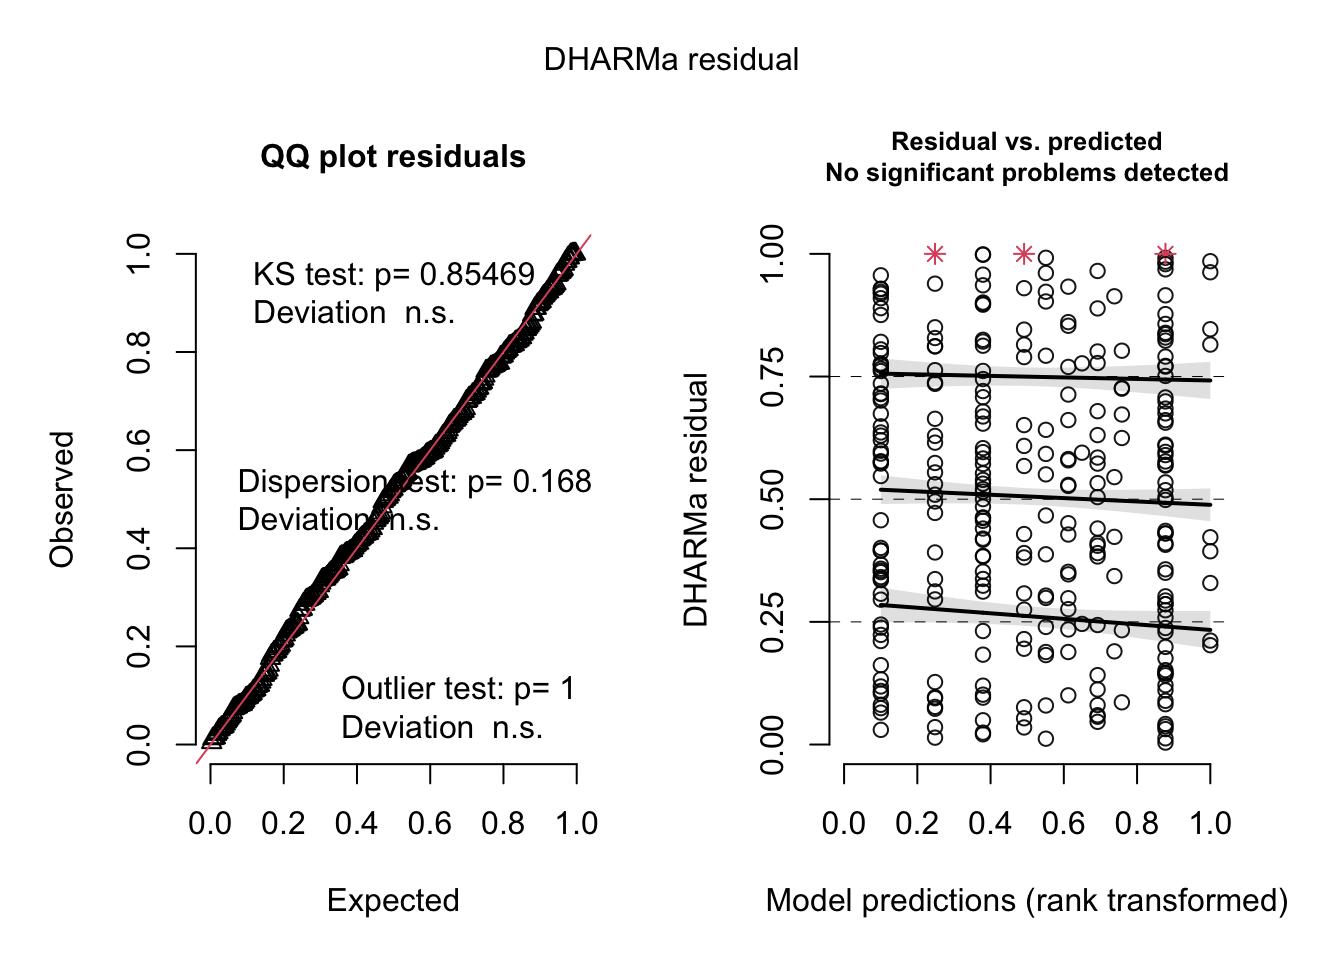 DHARMa residual
QQ plot residuals
KS test: p= 0.85469
Deviation  n.s.
Dispersion test: p= 0.168
Deviation  n.s.
Outlier test: p= 1
Deviation  n.s.
Observed
0.0 0.2 0.4 0.6 0.8 1.0
0.0 0.2 0.4 0.6 0.8 1.0
Expected
Residual vs. predicted
No significant problems detected
DHARMa residual
0.00 0.25 0.50 0.75 1.00
0.0 0.2 0.4 0.6 0.8 1.0
Model predictions (rank transformed)